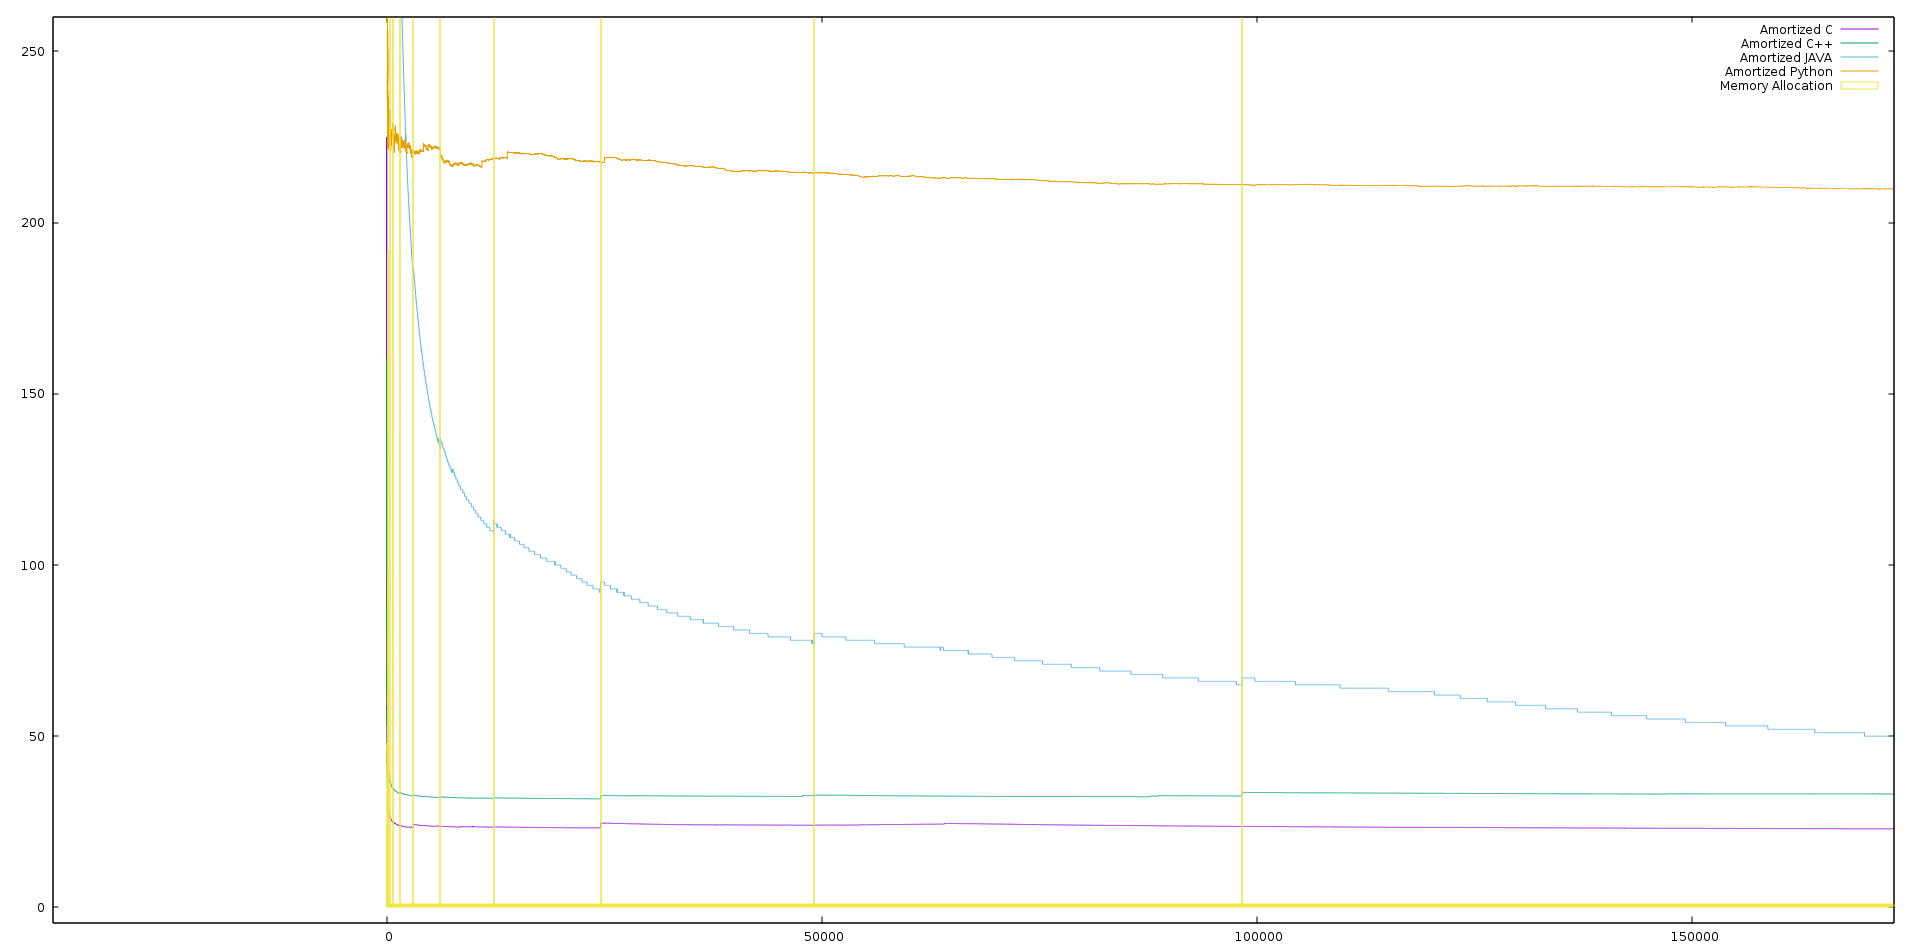 250
200
150
100
50
0
0
50000
100000
150000
Amortized C
Amortized C++
Amortized JAVA
Amortized Python
Memory Allocation